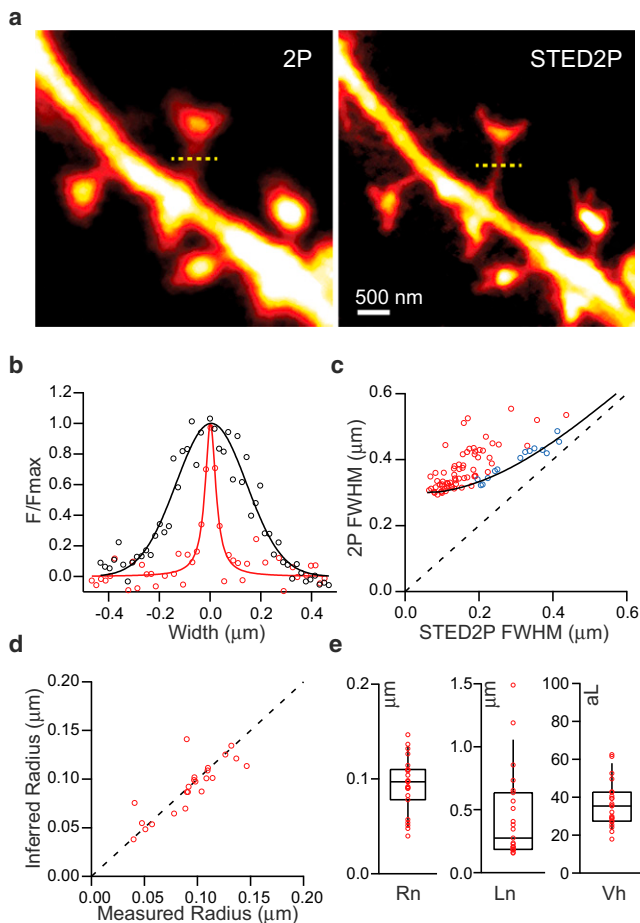 a
2P
STED2P
500 nm
b
F/Fmax
1.2
1.0
0.8
0.6
0.4
0.2
0.0
-0.4
-0.2
0.0
0.2
0.4
Width (μm)
c
2P FWHM (μm)
0.6
0.4
0.2
0.0
0.0
0.2
0.4
0.6
STED2P FWHM (μm)
d
Inferred Radius (μm)
0.20
0.15
0.10
0.05
0.00
0.00
0.05
0.10
0.15
0.20
Measured Radius (μm)
e
0.2
0.1
0.0
μm
Rn
1.5
1.0
0.5
0.0
μm
Ln
100
80
60
40
20
0
aL
Vh